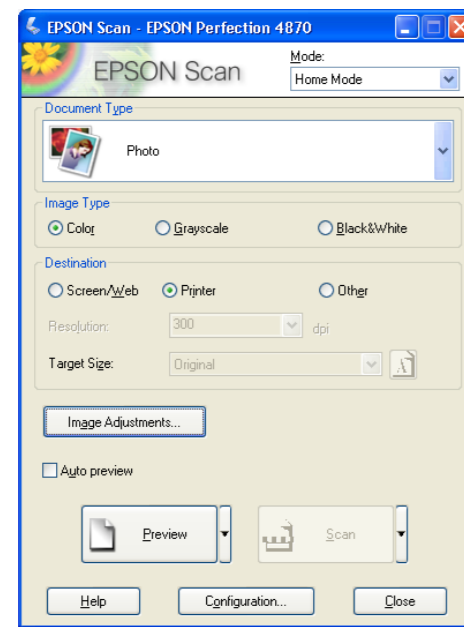 EPSON Scan - EPSON Perfection 4870
EPSON Scan
Mode:
Home Mode
Document Type
Photo
Image Type
Color Grayscale Black&White
Destination
Screen/Web Printer Other
Resolution: 300 dpi
Target Size: Original A
Image Adjustments...
Auto preview
Preview Scan
Help Configuration... Close